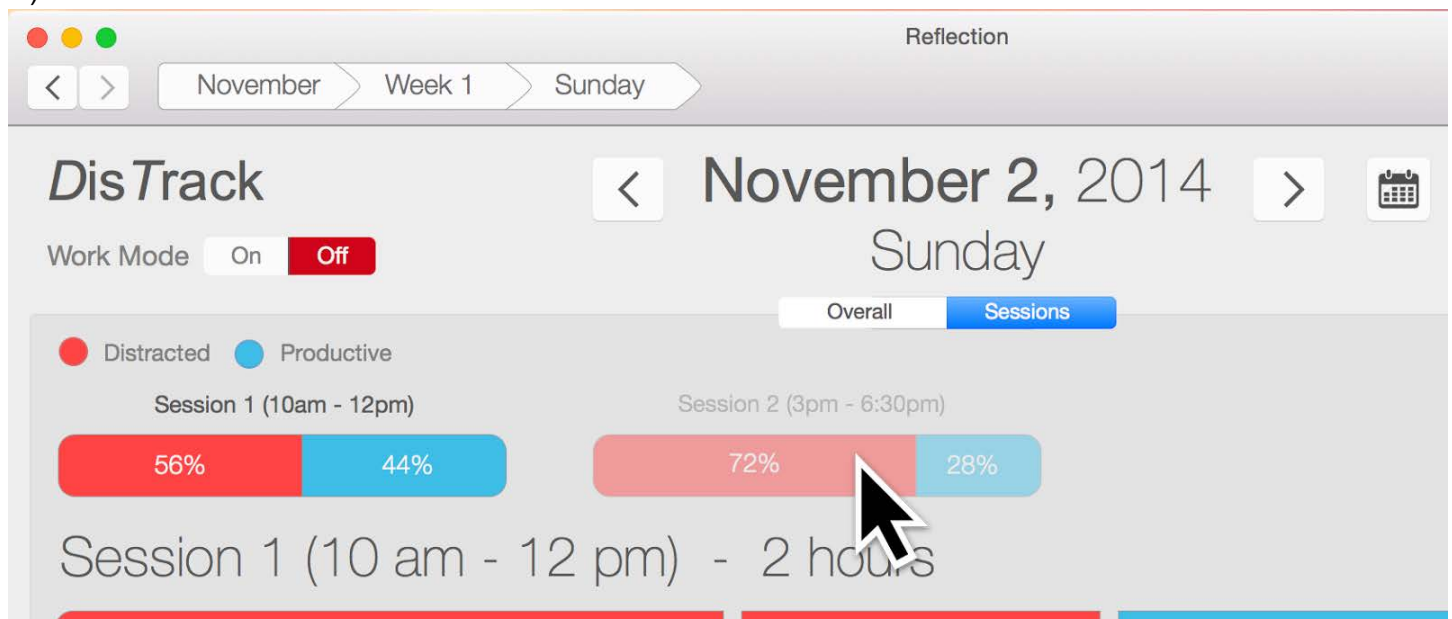 Reflection
November Week 1 Sunday
DisTrack
November 2, 2014
Sunday
Work Mode On Off
Overall Sessions
Distracted Productive
Session 1 (10am - 12pm) Session 2 (3pm - 6:30pm)
56% 44% 72% 28%
Session 1 (10 am - 12 pm) - 2 hours